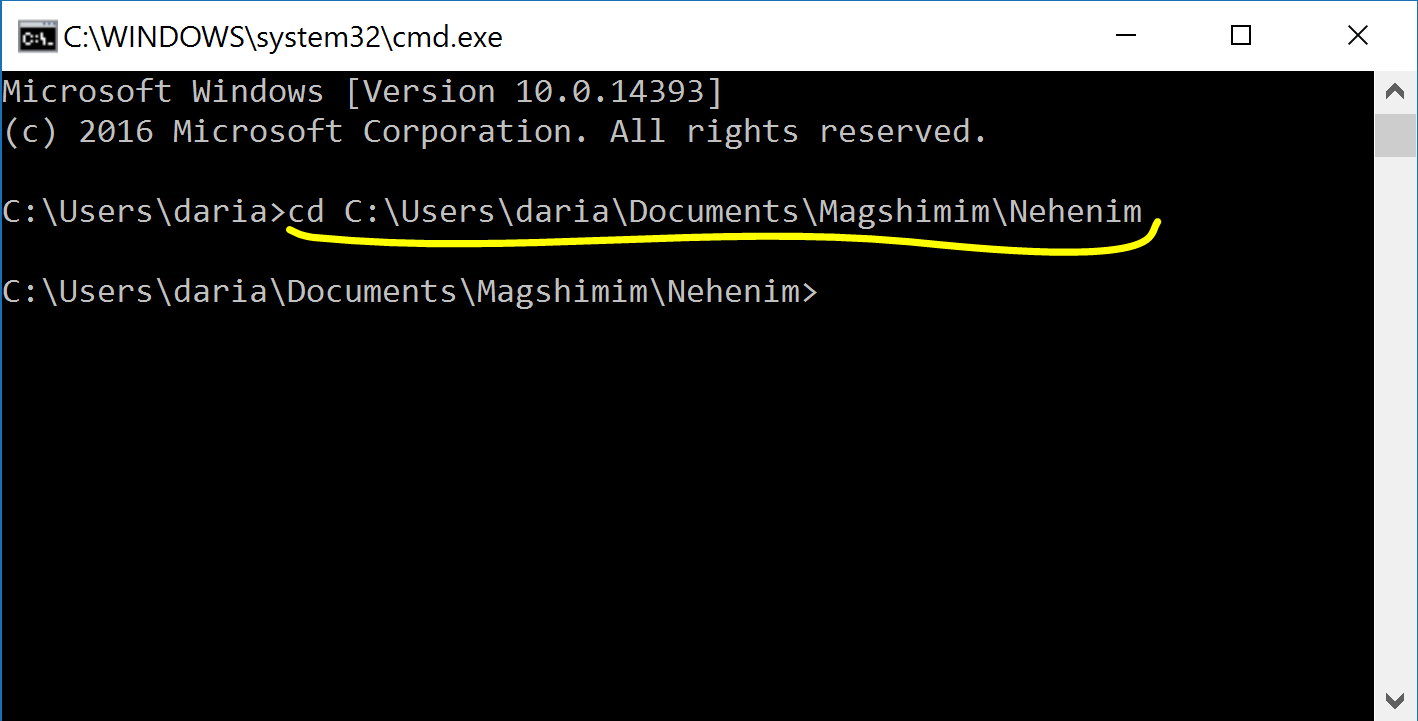 C:\WINDOWS\system32\cmd.exe
Microsoft Windows [Version 10.0.14393]
(c) 2016 Microsoft Corporation. All rights reserved.
C:\Users\daria>cd C:\Users\daria\Documents\Magshimim\Nehenim
C:\Users\daria\Documents\Magshimim\Nehenim>